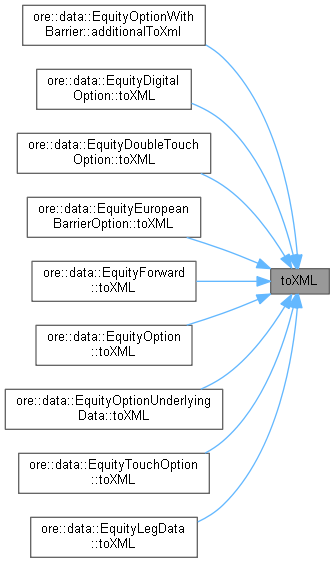 ore::data::EquityOptionWith
Barrier::additionalToXml
ore::data::EquityDigital
Option::toXML
ore::data::EquityDoubleTouch
Option::toXML
ore::data::EquityEuropean
BarrierOption::toXML
ore::data::EquityForward
::toXML
toXML
ore::data::EquityOption
::toXML
ore::data::EquityOptionUnderlying
Data::toXML
ore::data::EquityTouchOption
::toXML
ore::data::EquityLegData
::toXML